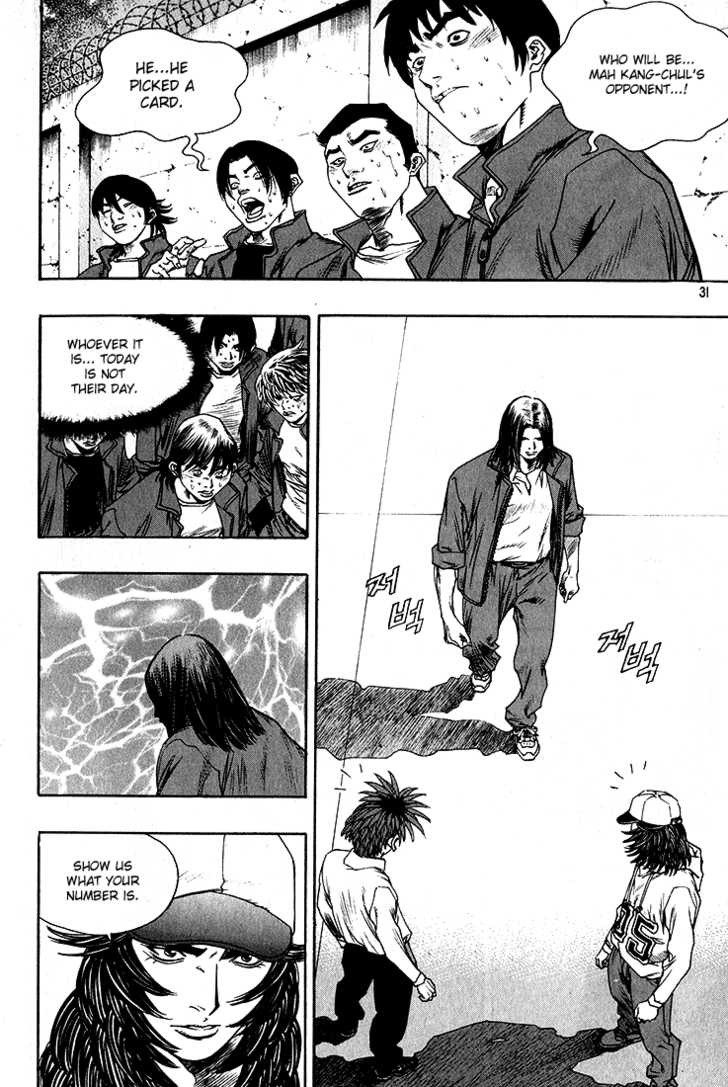 HE...HE
PICKED A
CARD.
WHO WILL BE...
MAH KANG-CHUL'S
OPPONENT...!
31
WHOEVER IT
IS... TODAY
IS NOT
THEIR DAY.
저벅
저벅
SHOW US
WHAT YOUR
NUMBER IS.
05